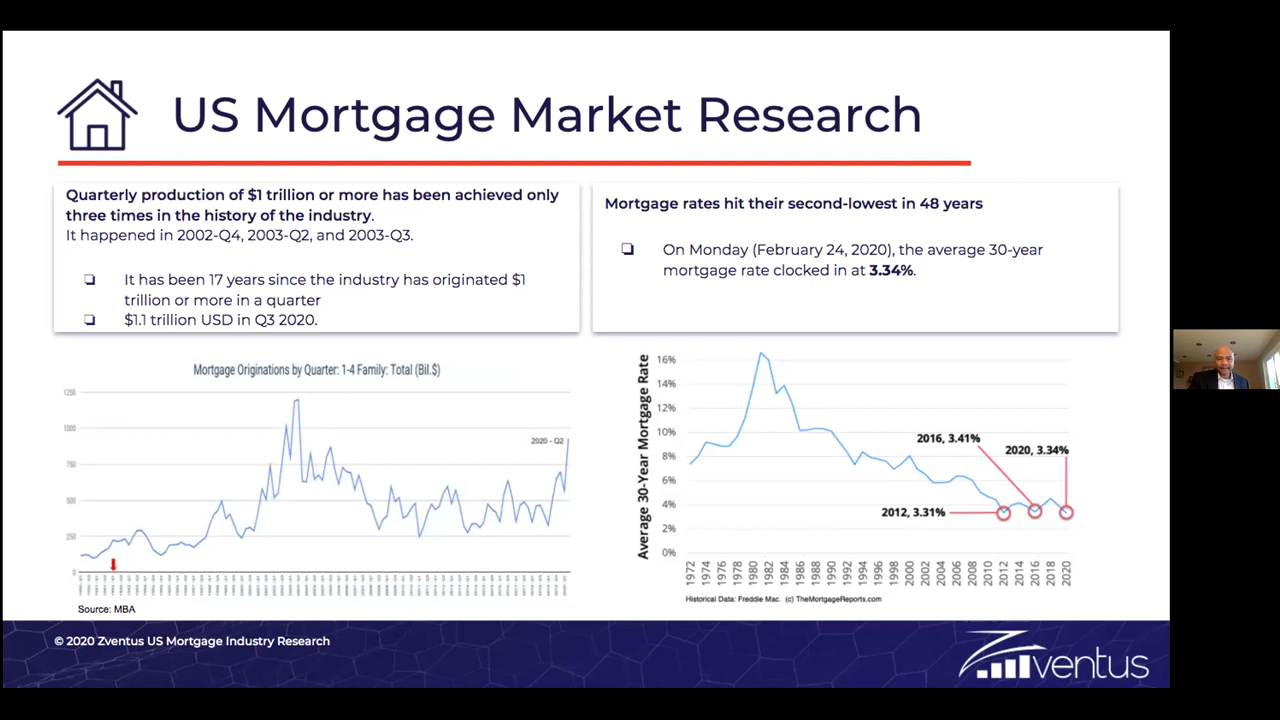 US Mortgage Market Research
Quarterly production of $1 trillion or more has been achieved only
three times in the history of the industry.
It happened in 2002-Q4, 2003-Q2, and 2003-Q3.
It has been 17 years since the industry has originated $1
trillion or more in a quarter
$1.1 trillion USD in Q3 2020.
Mortgage rates hit their second-lowest in 48 years
On Monday (February 24, 2020), the average 30-year
mortgage rate clocked in at 3.34%.
Mortgage Originations by Quarter: 1-4 Family: Total (Bil.$)
1250
1000
750
500
250
0
2020 - Q2
Source: MBA
Average 30-Year Mortgage Rate
16%
14%
12%
10%
8%
6%
4%
2%
0%
2016, 3.41%
2020, 3.34%
2012, 3.31%
1972 1974 1976 1978 1980 1982 1984 1986 1988 1990 1992 1994 1996 1998 2000 2002 2004 2006 2008 2010 2012 2014 2016 2018 2020
Historical Data: Freddie Mac. (c) TheMortgageReports.com
© 2020 Zventus US Mortgage Industry Research
Zventus